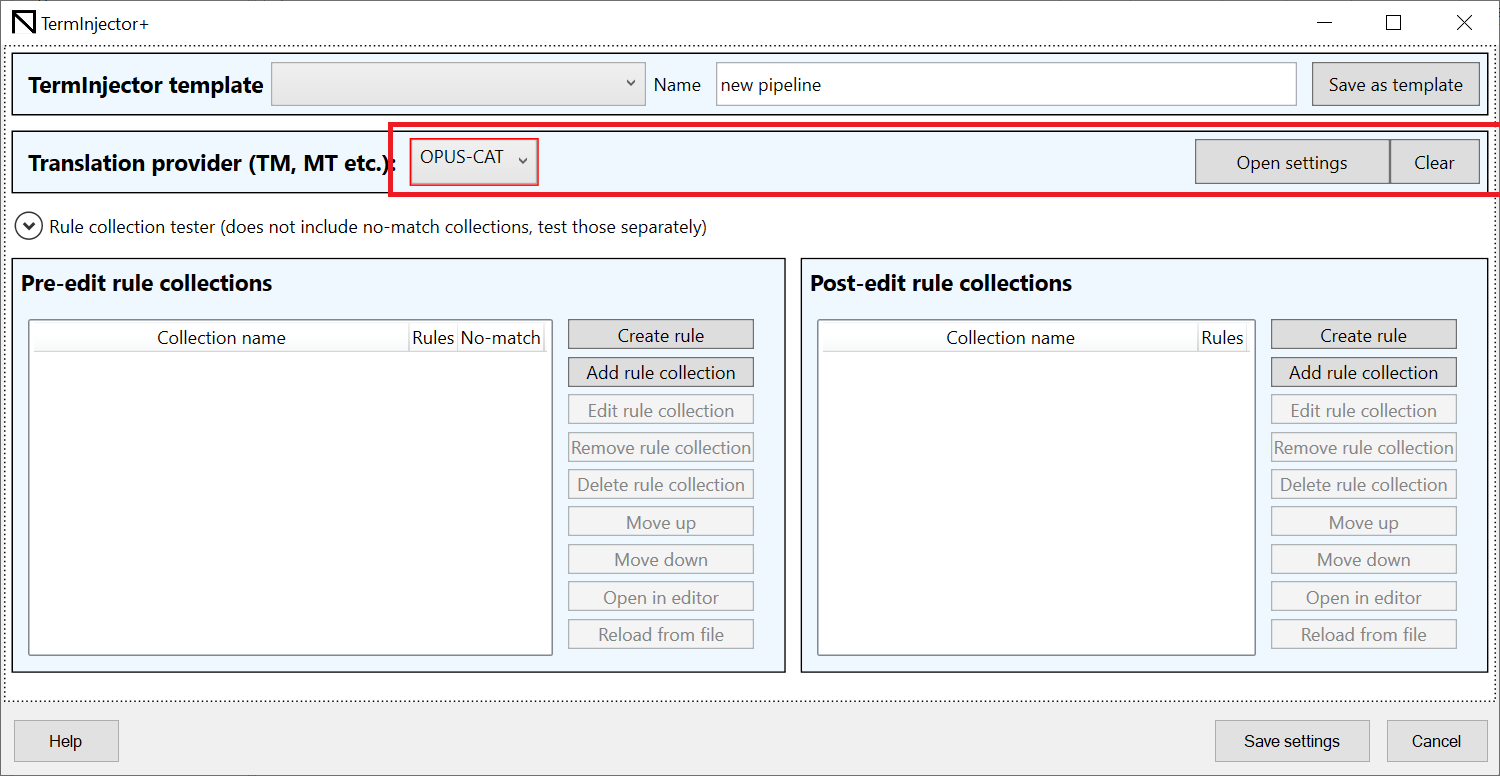 TermInjector+
TermInjector template Name new pipeline Save as template
Translation provider (TM, MT etc.): OPUS-CAT Open settings Clear
Rule collection tester (does not include no-match collections, test those separately)
Pre-edit rule collections
Collection name Rules No-match
Create rule
Add rule collection
Edit rule collection
Remove rule collection
Delete rule collection
Move up
Move down
Open in editor
Reload from file
Post-edit rule collections
Collection name Rules
Create rule
Add rule collection
Edit rule collection
Remove rule collection
Delete rule collection
Move up
Move down
Open in editor
Reload from file
Help Save settings Cancel